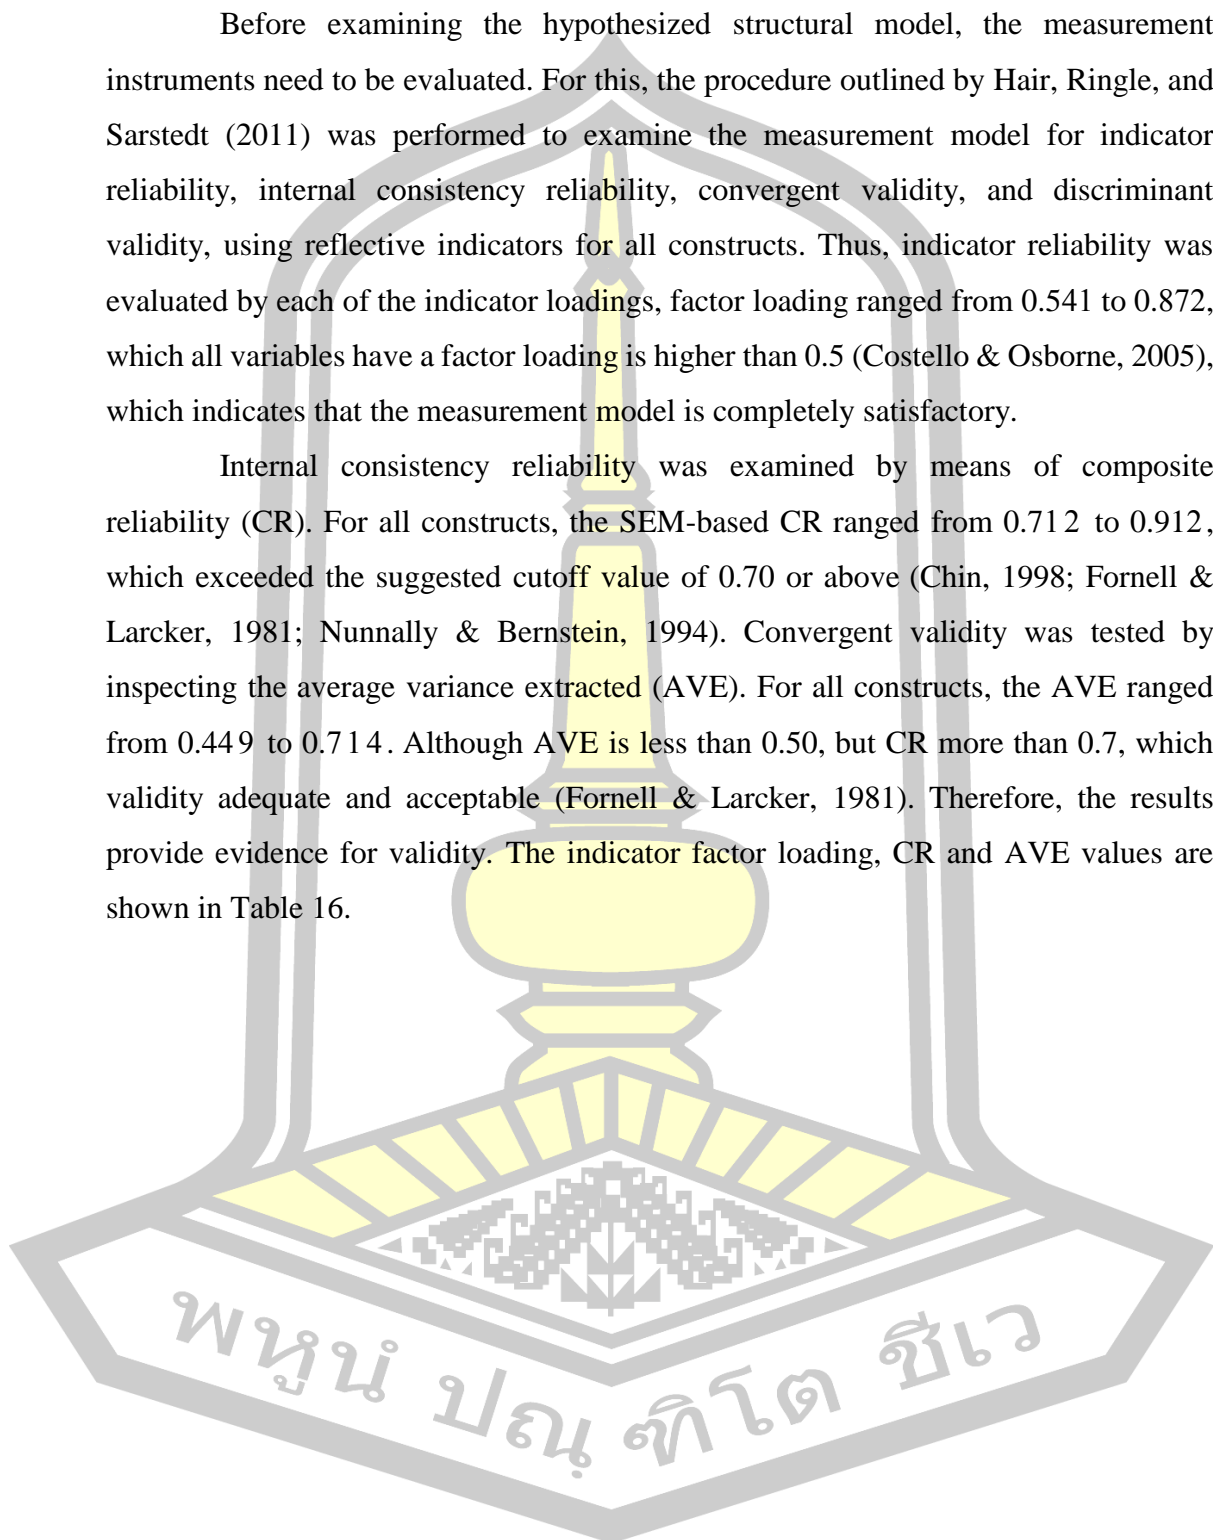 Before examining the hypothesized structural model, the measurement
instruments need to be evaluated. For this, the procedure outlined by Hair, Ringle, and
Sarstedt (2011) was performed to examine the measurement model for indicator
reliability, internal consistency reliability, convergent validity, and discriminant
validity, using reflective indicators for all constructs. Thus, indicator reliability was
evaluated by each of the indicator loadings, factor loading ranged from 0.541 to 0.872,
which all variables have a factor loading is higher than 0.5 (Costello & Osborne, 2005),
which indicates that the measurement model is completely satisfactory.
Internal consistency reliability was examined by means of composite
reliability (CR). For all constructs, the SEM-based CR ranged from 0.712 to 0.912,
which exceeded the suggested cutoff value of 0.70 or above (Chin, 1998; Fornell &
Larcker, 1981; Nunnally & Bernstein, 1994). Convergent validity was tested by
inspecting the average variance extracted (AVE). For all constructs, the AVE ranged
from 0.449 to 0.714. Although AVE is less than 0.50, but CR more than 0.7, which
validity adequate and acceptable (Fornell & Larcker, 1981). Therefore, the results
provide evidence for validity. The indicator factor loading, CR and AVE values are
shown in Table 16.
พหูนํ ปณฺฑิโต ชีเว